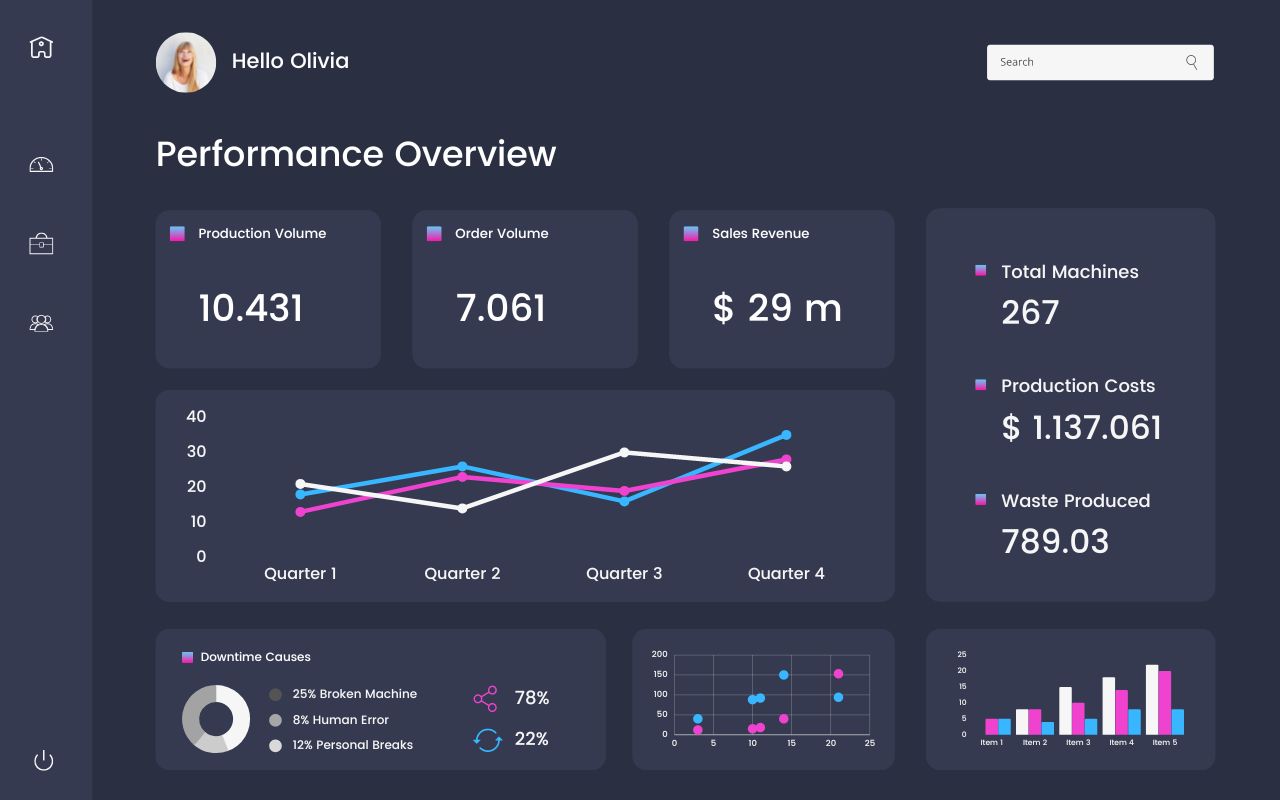 Hello Olivia
Search
Performance Overview
Production Volume
10.431
Order Volume
7.061
Sales Revenue
$ 29 m
Total Machines
267
Production Costs
$ 1.137.061
Waste Produced
789.03
40
30
20
10
0
Quarter 1 Quarter 2 Quarter 3 Quarter 4
Downtime Causes
25% Broken Machine
8% Human Error
12% Personal Breaks
78%
22%
200
150
100
50
0
0 5 10 15 20 25
25
20
15
10
5
0
Item 1 Item 2 Item 3 Item 4 Item 5